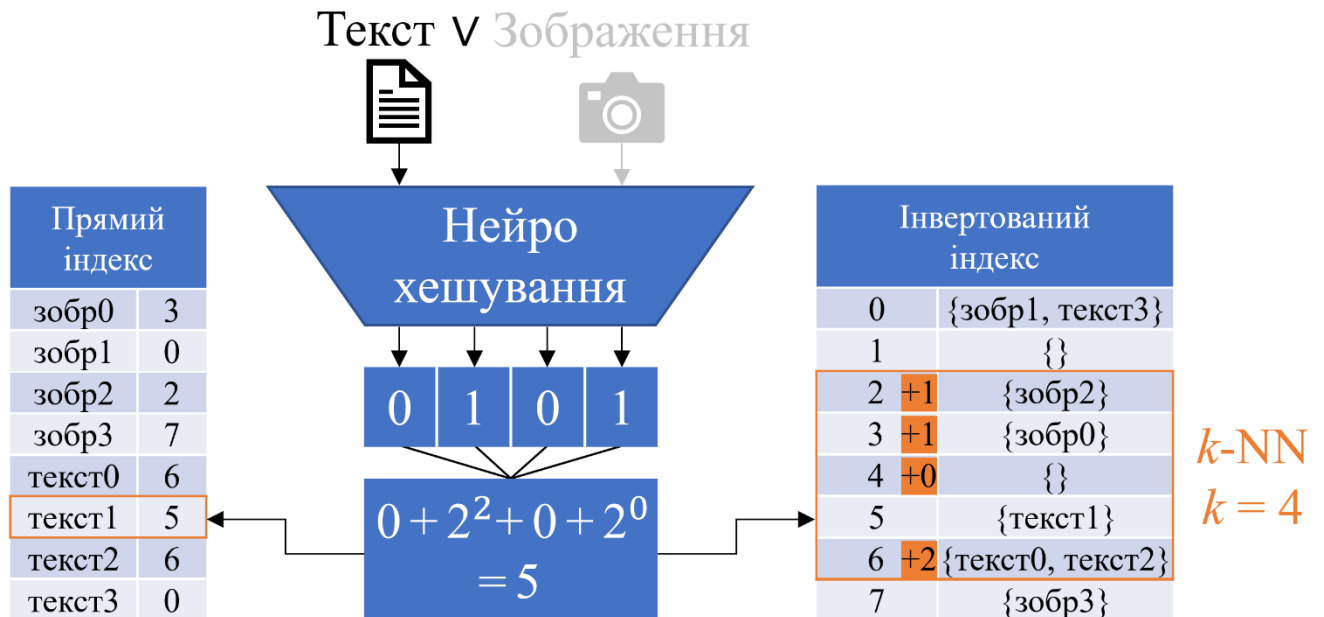 Текст ∨ Зображення
Прямий
індекс
зобр0 3
зобр1 0
зобр2 2
зобр3 7
текст0 6
текст1 5
текст2 6
текст3 0
Нейро
хешування
0 1 0 1
0 + 2² + 0 + 2⁰
= 5
Інвертований
індекс
0 {зобр1, текст3}
1 {}
2 +1 {зобр2}
3 +1 {зобр0}
4 +0 {}
5 {текст1}
6 +2 {текст0, текст2}
7 {зобр3}
k-NN
k = 4